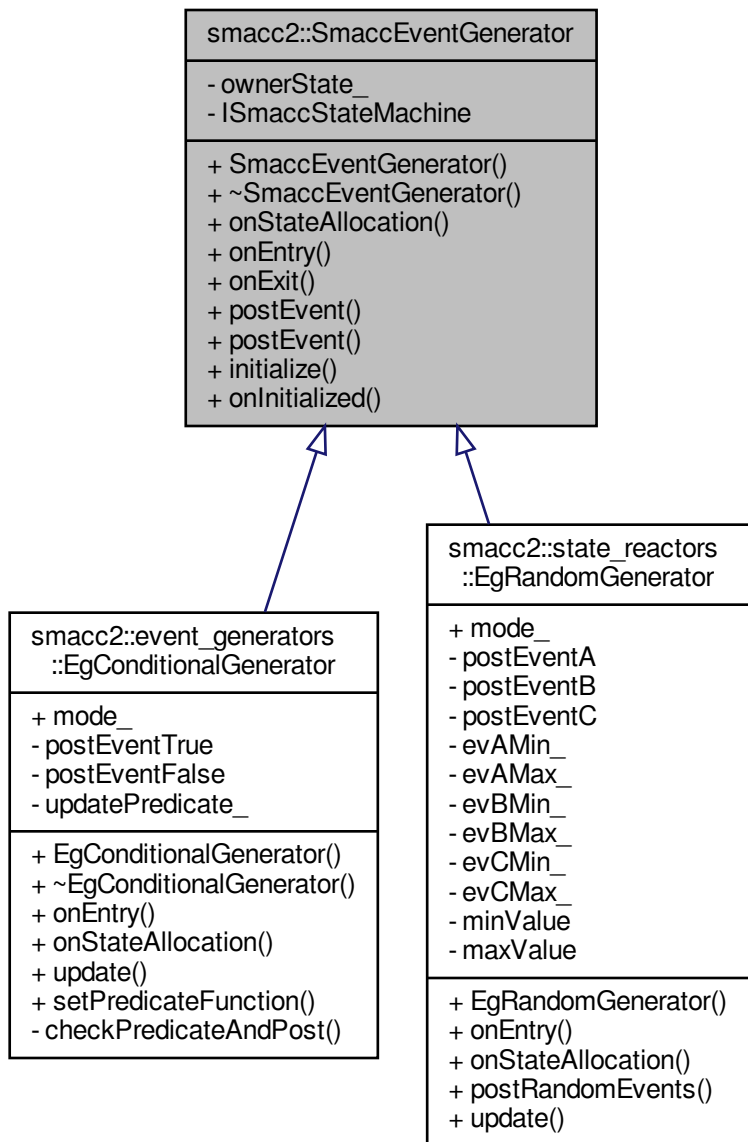 smacc2::SmaccEventGenerator
- ownerState_
- ISmaccStateMachine
+ SmaccEventGenerator()
+ ~SmaccEventGenerator()
+ onStateAllocation()
+ onEntry()
+ onExit()
+ postEvent()
+ postEvent()
+ initialize()
+ onInitialized()
smacc2::event_generators
::EgConditionalGenerator
+ mode_
- postEventTrue
- postEventFalse
- updatePredicate_
+ EgConditionalGenerator()
+ ~EgConditionalGenerator()
+ onEntry()
+ onStateAllocation()
+ update()
+ setPredicateFunction()
- checkPredicateAndPost()
smacc2::state_reactors
::EgRandomGenerator
+ mode_
- postEventA
- postEventB
- postEventC
- evAMin_
- evAMax_
- evBMin_
- evBMax_
- evCMin_
- evCMax_
- minValue
- maxValue
+ EgRandomGenerator()
+ onEntry()
+ onStateAllocation()
+ postRandomEvents()
+ update()